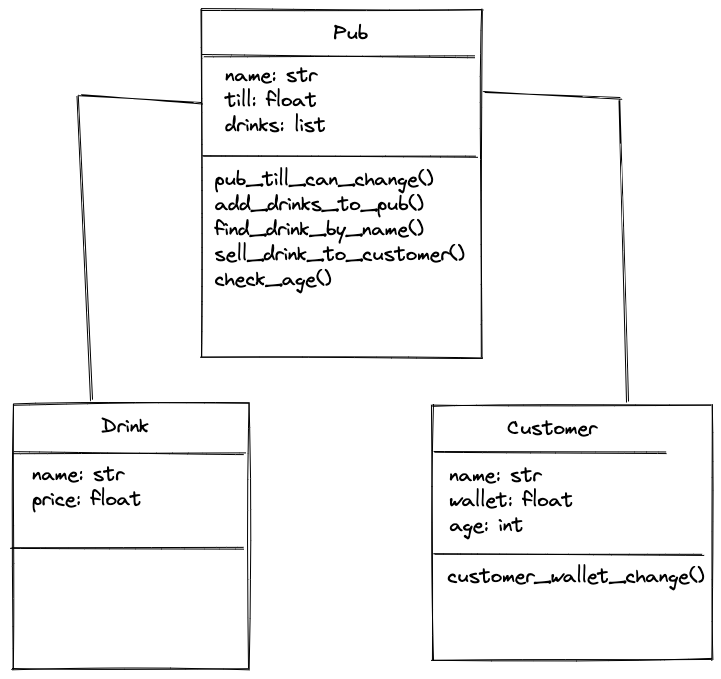 Pub
name: str
till: float
drinks: list
pub_till_can_change()
add_drinks_to_pub()
find_drink_by_name()
sell_drink_to_customer()
check_age()
Drink
name: str
price: float
Customer
name: str
wallet: float
age: int
customer_wallet_change()